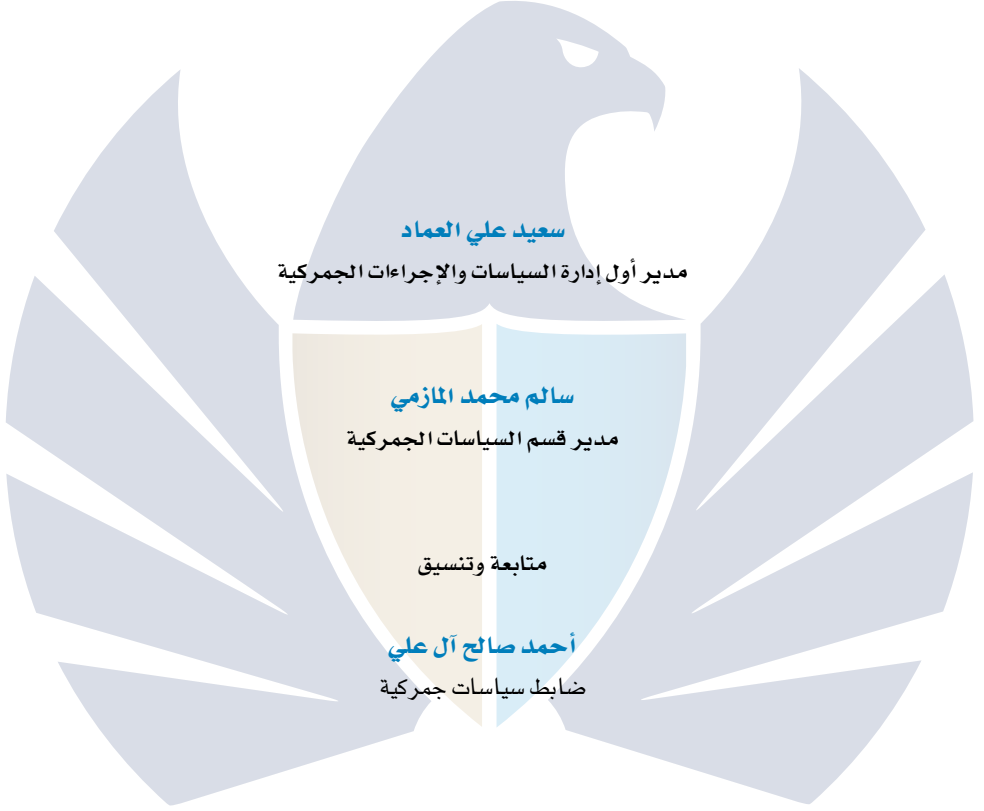 سعيد علي العماد
مدير أول إدارة السياسات والإجراءات الجمركية
سالم محمد المازمي
مدير قسم السياسات الجمركية
متابعة وتنسيق
أحمد صالح آل علي
ضابط سياسات جمركية